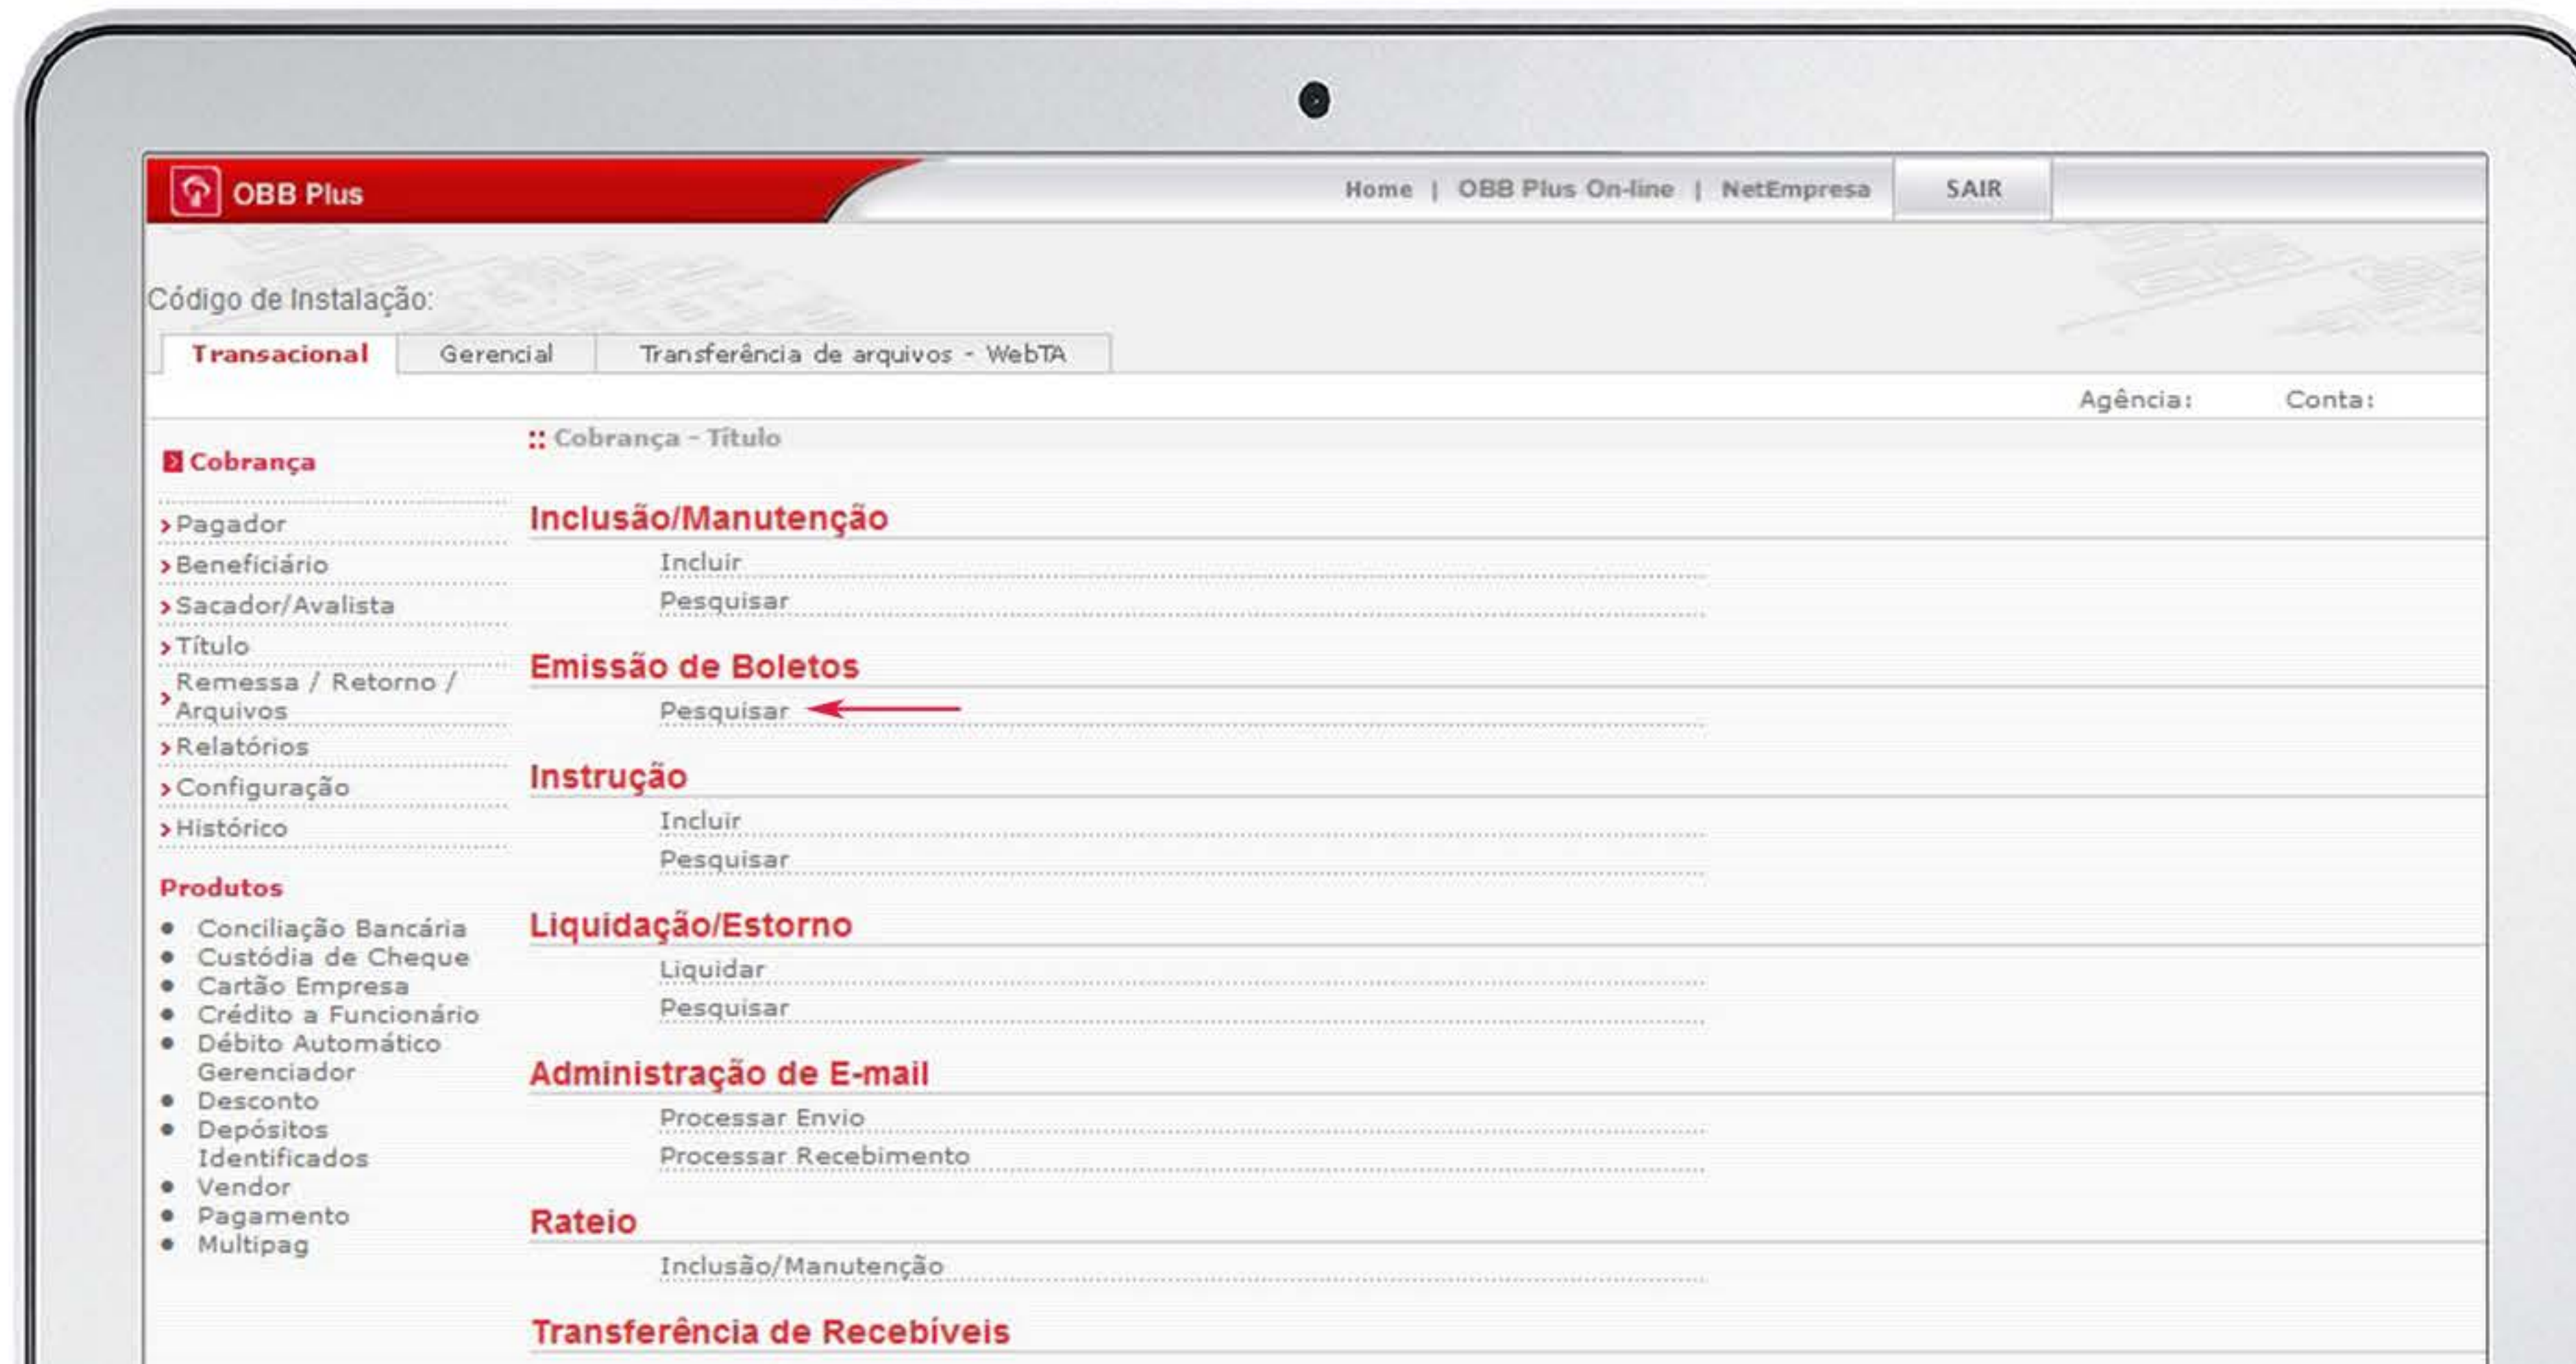 OBB Plus
Home | OBB Plus On-line | NetEmpresa
SAIR
Código de Instalação:
Transacional
Gerencial
Transferência de arquivos - WebTA
Agência:
Conta:
Cobrança
Pagador
Beneficiário
Sacador/Avalista
Título
Remessa / Retorno /
Arquivos
Relatórios
Configuração
Histórico
Produtos
Conciliação Bancária
Custódia de Cheque
Cartão Empresa
Crédito a Funcionário
Débito Automático
Gerenciador
Desconto
Depósitos
Identificados
Vendor
Pagamento
Multipag
:: Cobrança - Título
Inclusão/Manutenção
Incluir
Pesquisar
Emissão de Boletos
Pesquisar
Instrução
Incluir
Pesquisar
Liquidação/Estorno
Liquidar
Pesquisar
Administração de E-mail
Processar Envio
Processar Recebimento
Rateio
Inclusão/Manutenção
Transferência de Recebíveis